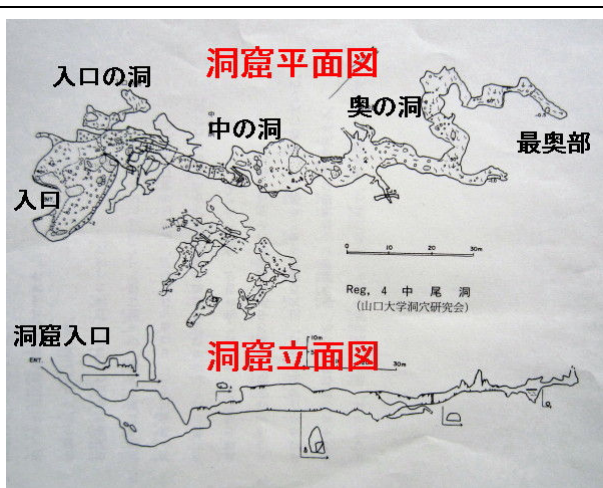 洞窟平面図
入口の洞
中の洞
奥の洞
最奥部
入口
0 10 20 30m
Reg. 4 中尾洞
(山口大学洞穴研究会)
洞窟入口
洞窟立面図
ENT.
10m
30m